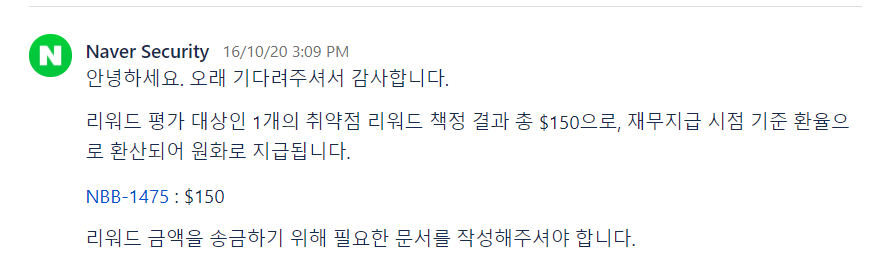 N
Naver Security 16/10/20 3:09 PM
안녕하세요. 오래 기다려주셔서 감사합니다.
리워드 평가 대상인 1개의 취약점 리워드 책정 결과 총 $150으로, 재무지급 시점 기준 환율으
로 환산되어 원화로 지급됩니다.
NBB-1475 : $150
리워드 금액을 송금하기 위해 필요한 문서를 작성해주셔야 합니다.